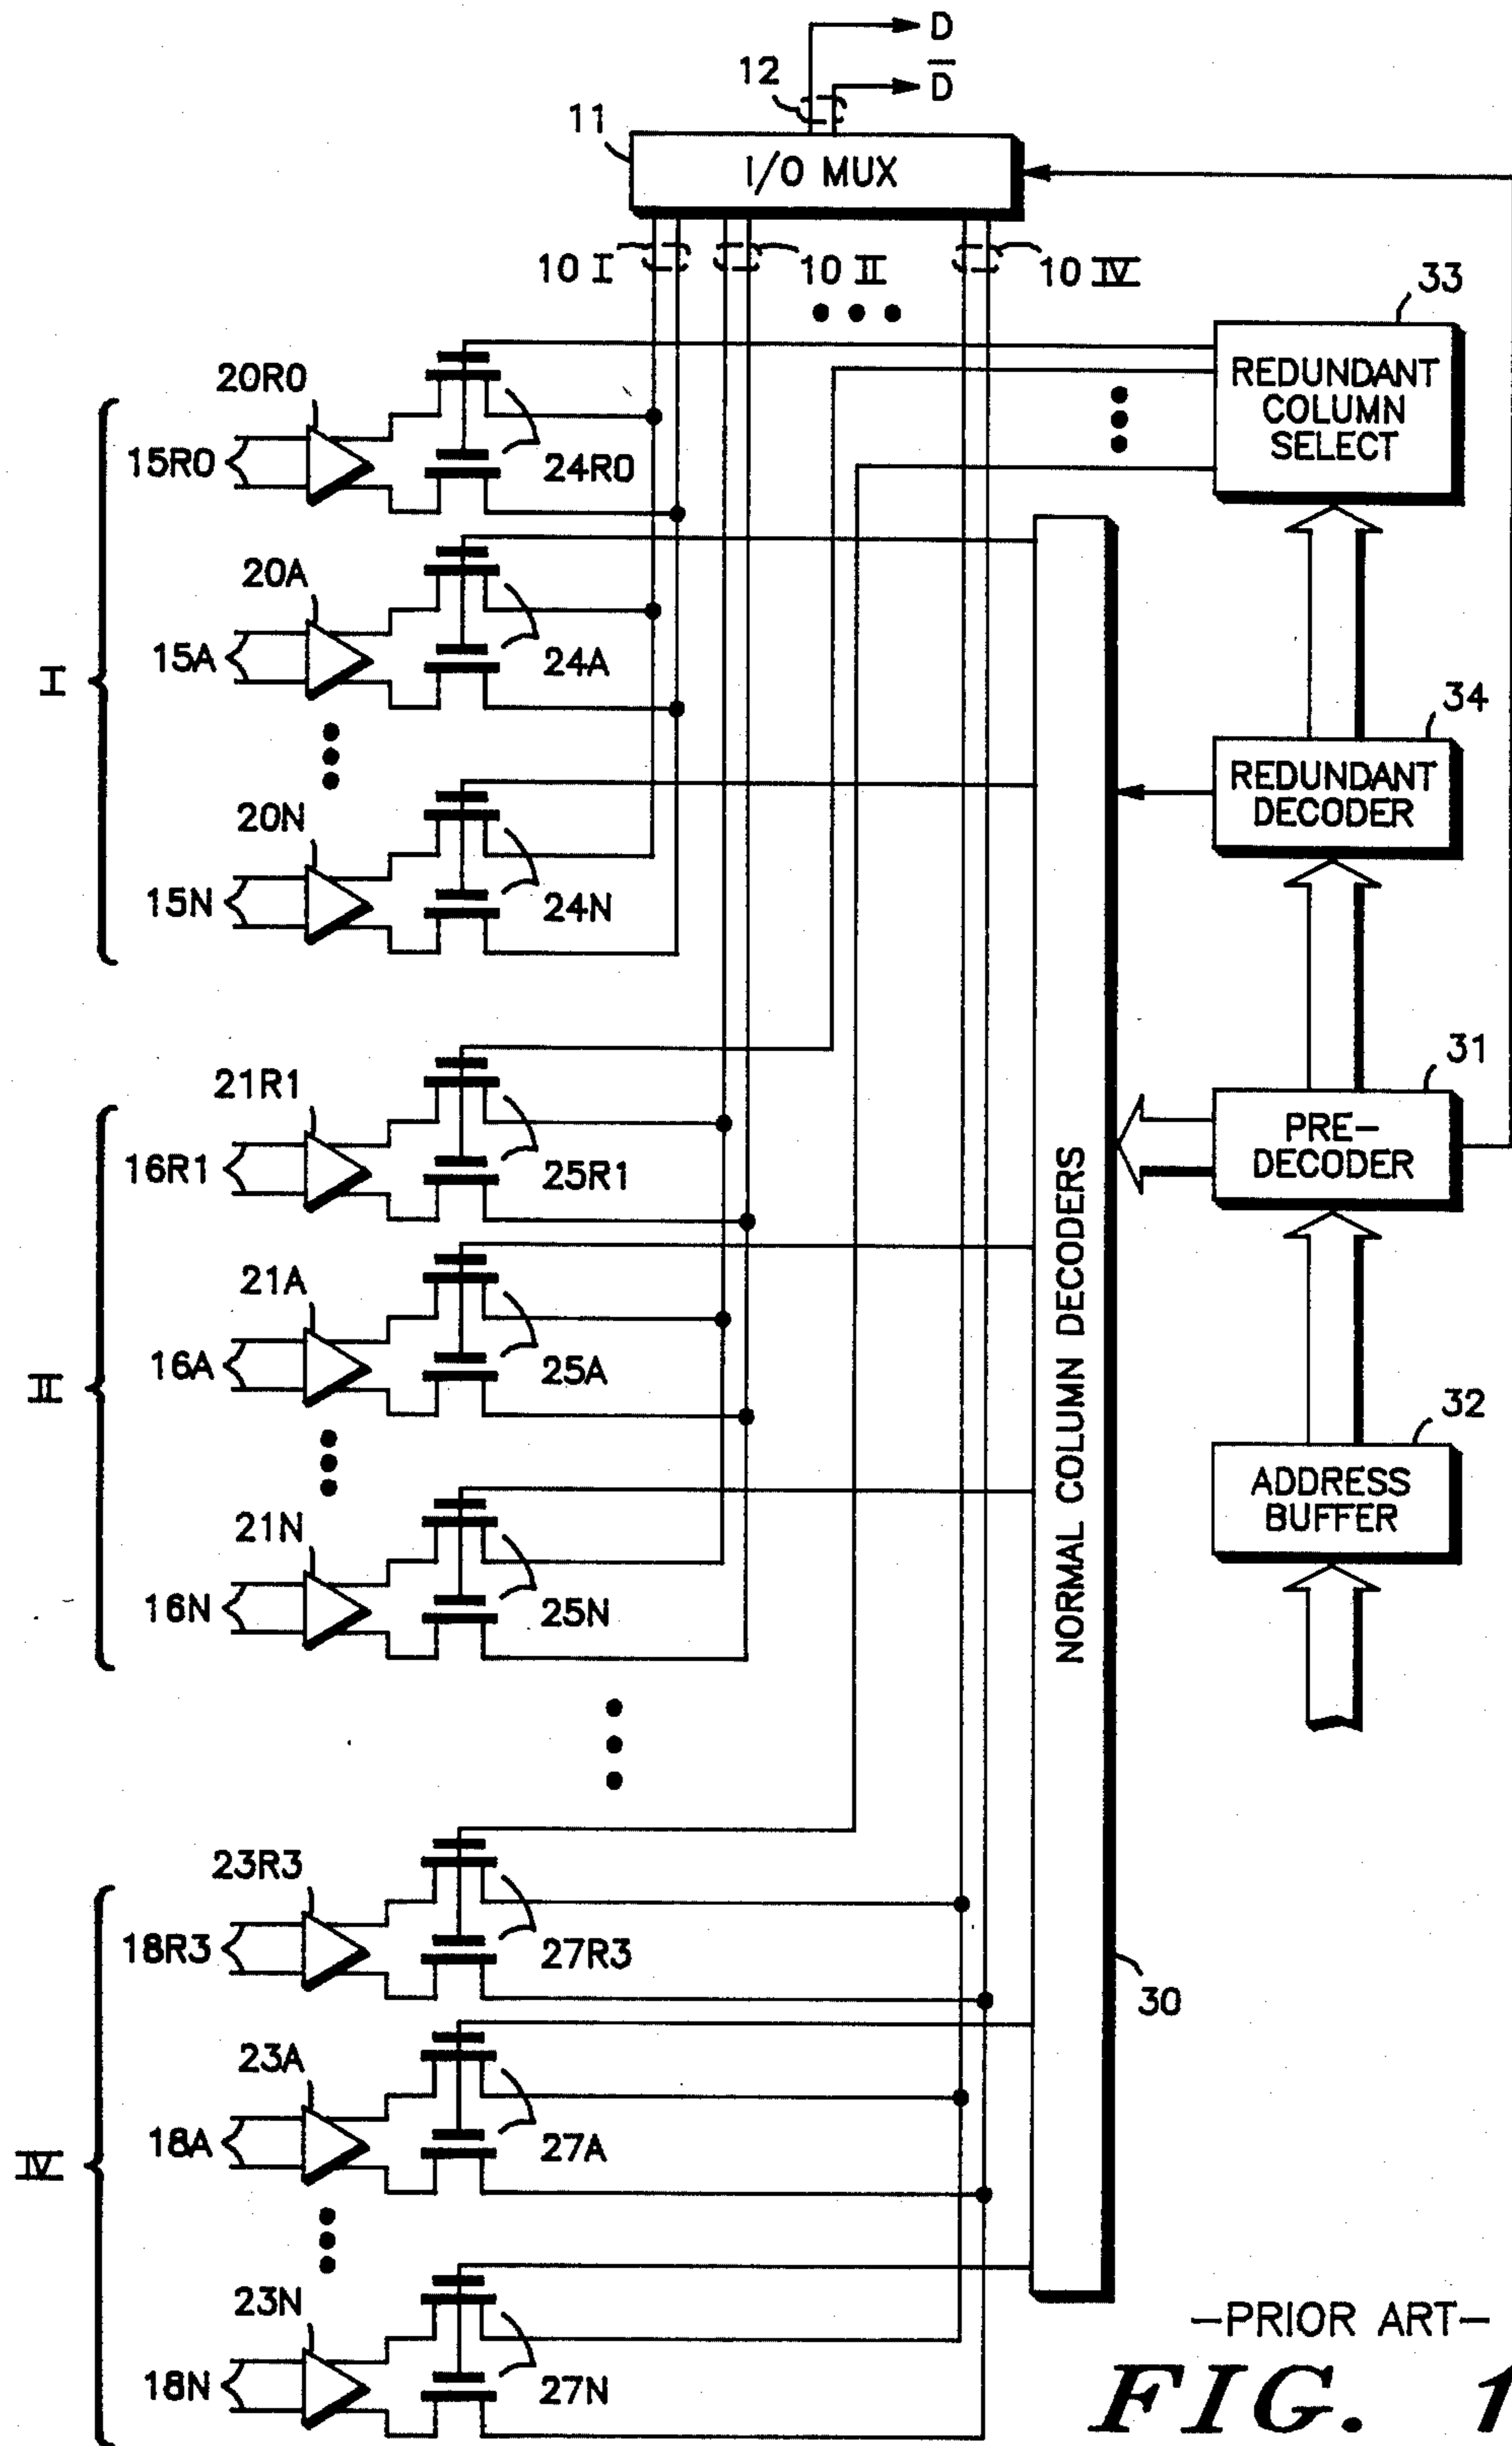 D
D̅
12
11
I/O MUX
10 I
10 II
10 IV
33
REDUNDANT
COLUMN
SELECT
20R0
15R0
24R0
20A
15A
24A
I
34
REDUNDANT
DECODER
20N
15N
24N
31
PRE-
DECODER
21R1
16R1
25R1
NORMAL COLUMN DECODERS
21A
16A
25A
II
32
ADDRESS
BUFFER
21N
16N
25N
23R3
18R3
27R3
30
23A
18A
27A
IV
23N
18N
27N
-PRIOR ART-
FIG. 1